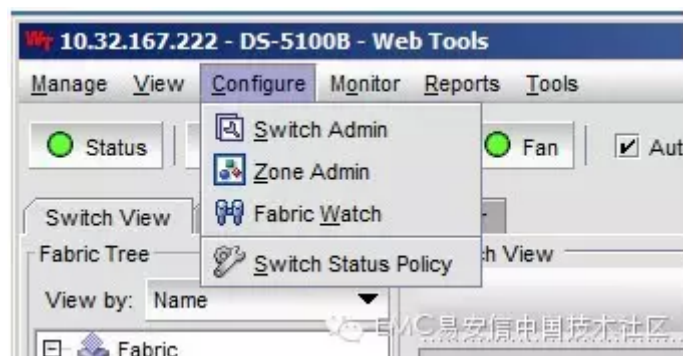 10.32.167.222 - DS-5100B - Web Tools
Manage View Configure Monitor Reports Tools
Status Fan Aut
Switch Admin
Zone Admin
Fabric Watch
Switch Status Policy
Switch View
Fabric Tree h View
View by: Name
Fabric
EMC易安信中国技术社区